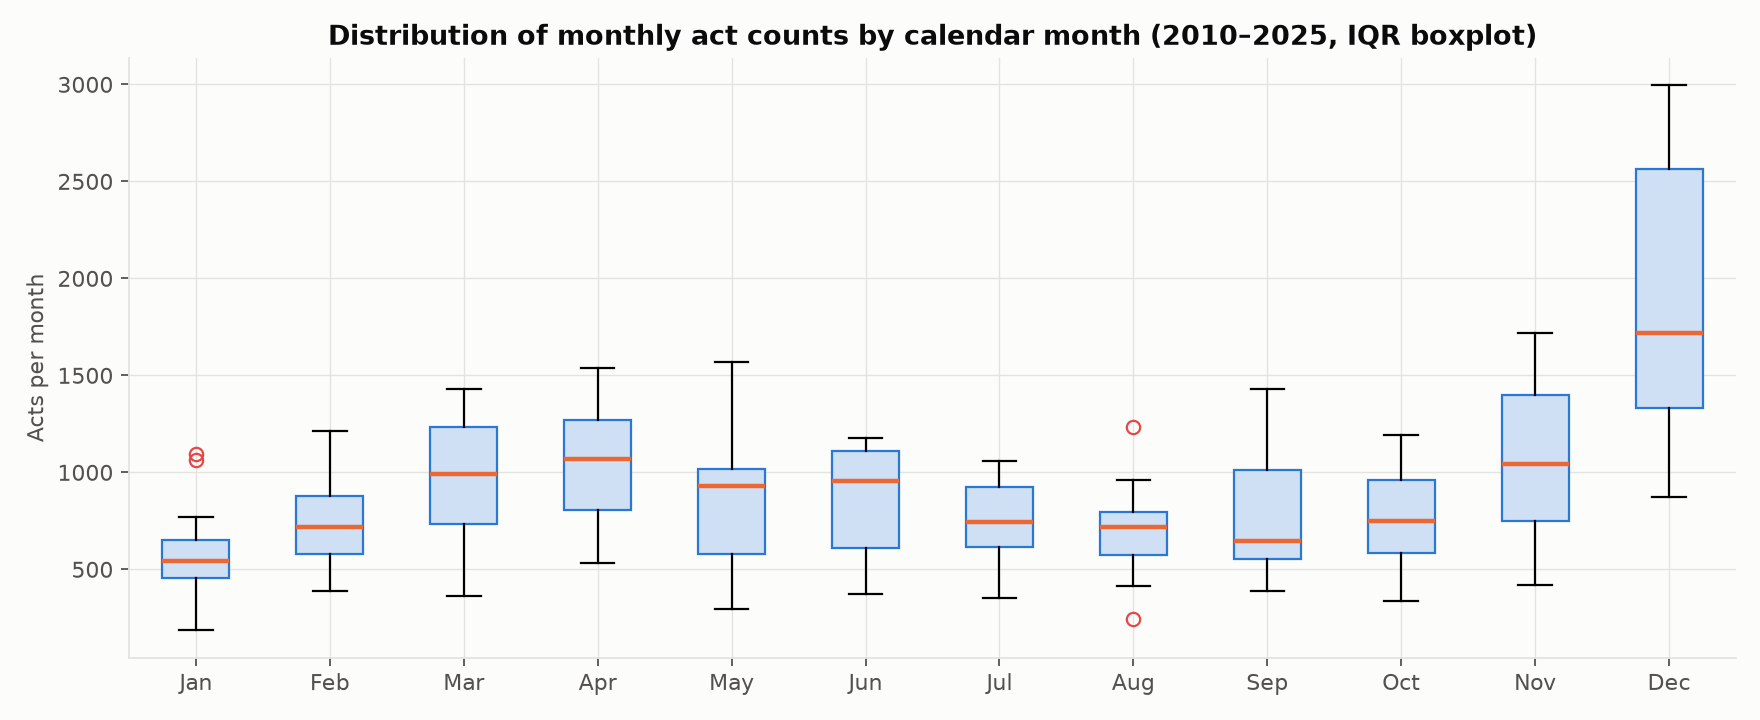 Distribution of monthly act counts by calendar month (2010–2025, IQR boxplot)
Acts per month
3000
2500
2000
1500
1000
500
Jan Feb Mar Apr May Jun Jul Aug Sep Oct Nov Dec